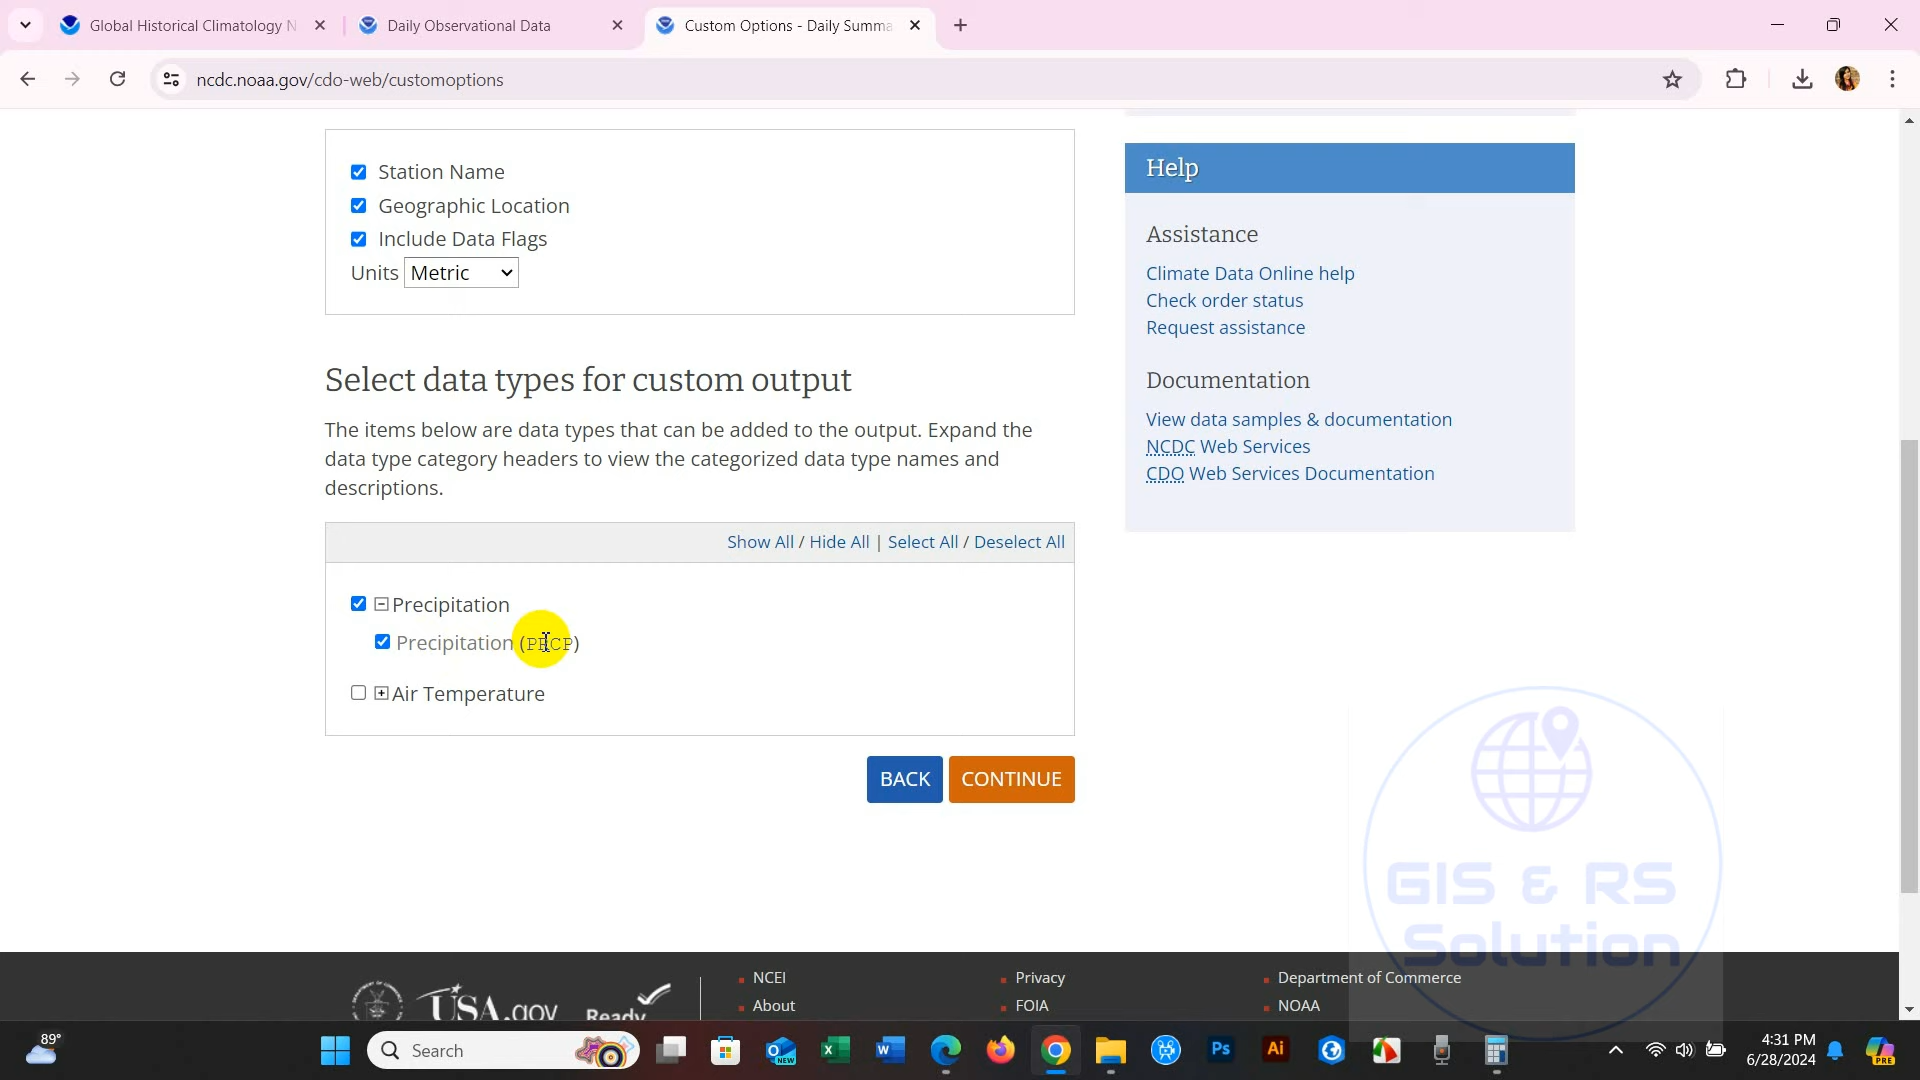 Global Historical Climatology N
Daily Observational Data
Custom Options - Daily Summa
ncdc.noaa.gov/cdo-web/customoptions
Station Name
Geographic Location
Include Data Flags
Units Metric
Help
Assistance
Climate Data Online help
Check order status
Request assistance
Documentation
View data samples & documentation
NCDC Web Services
CDO Web Services Documentation
Select data types for custom output
The items below are data types that can be added to the output. Expand the
data type category headers to view the categorized data type names and
descriptions.
Show All / Hide All | Select All / Deselect All
Precipitation
Precipitation (PRCP)
Air Temperature
BACK CONTINUE
GIS & RS
Solution
USA.gov
Ready
NCEI
About
Privacy
FOIA
Department of Commerce
NOAA
89°
Search
NEW
Ps
Ai
4:31 PM
6/28/2024
PRE